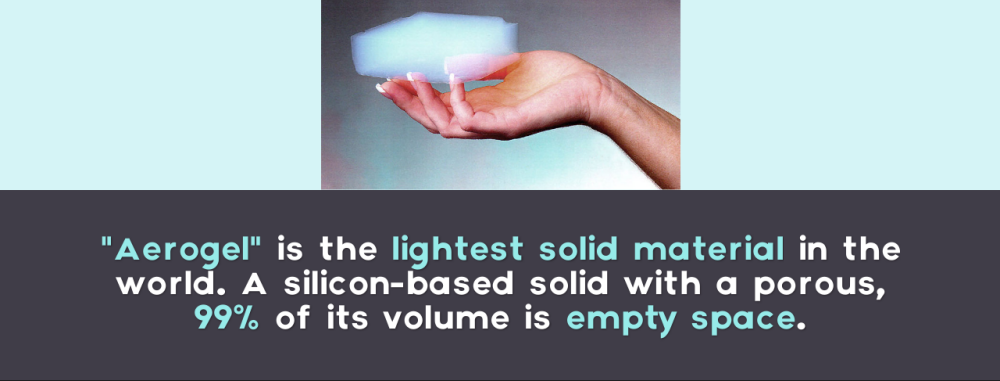 "Aerogel" is the lightest solid material in the
world. A silicon-based solid with a porous,
99% of its volume is empty space.